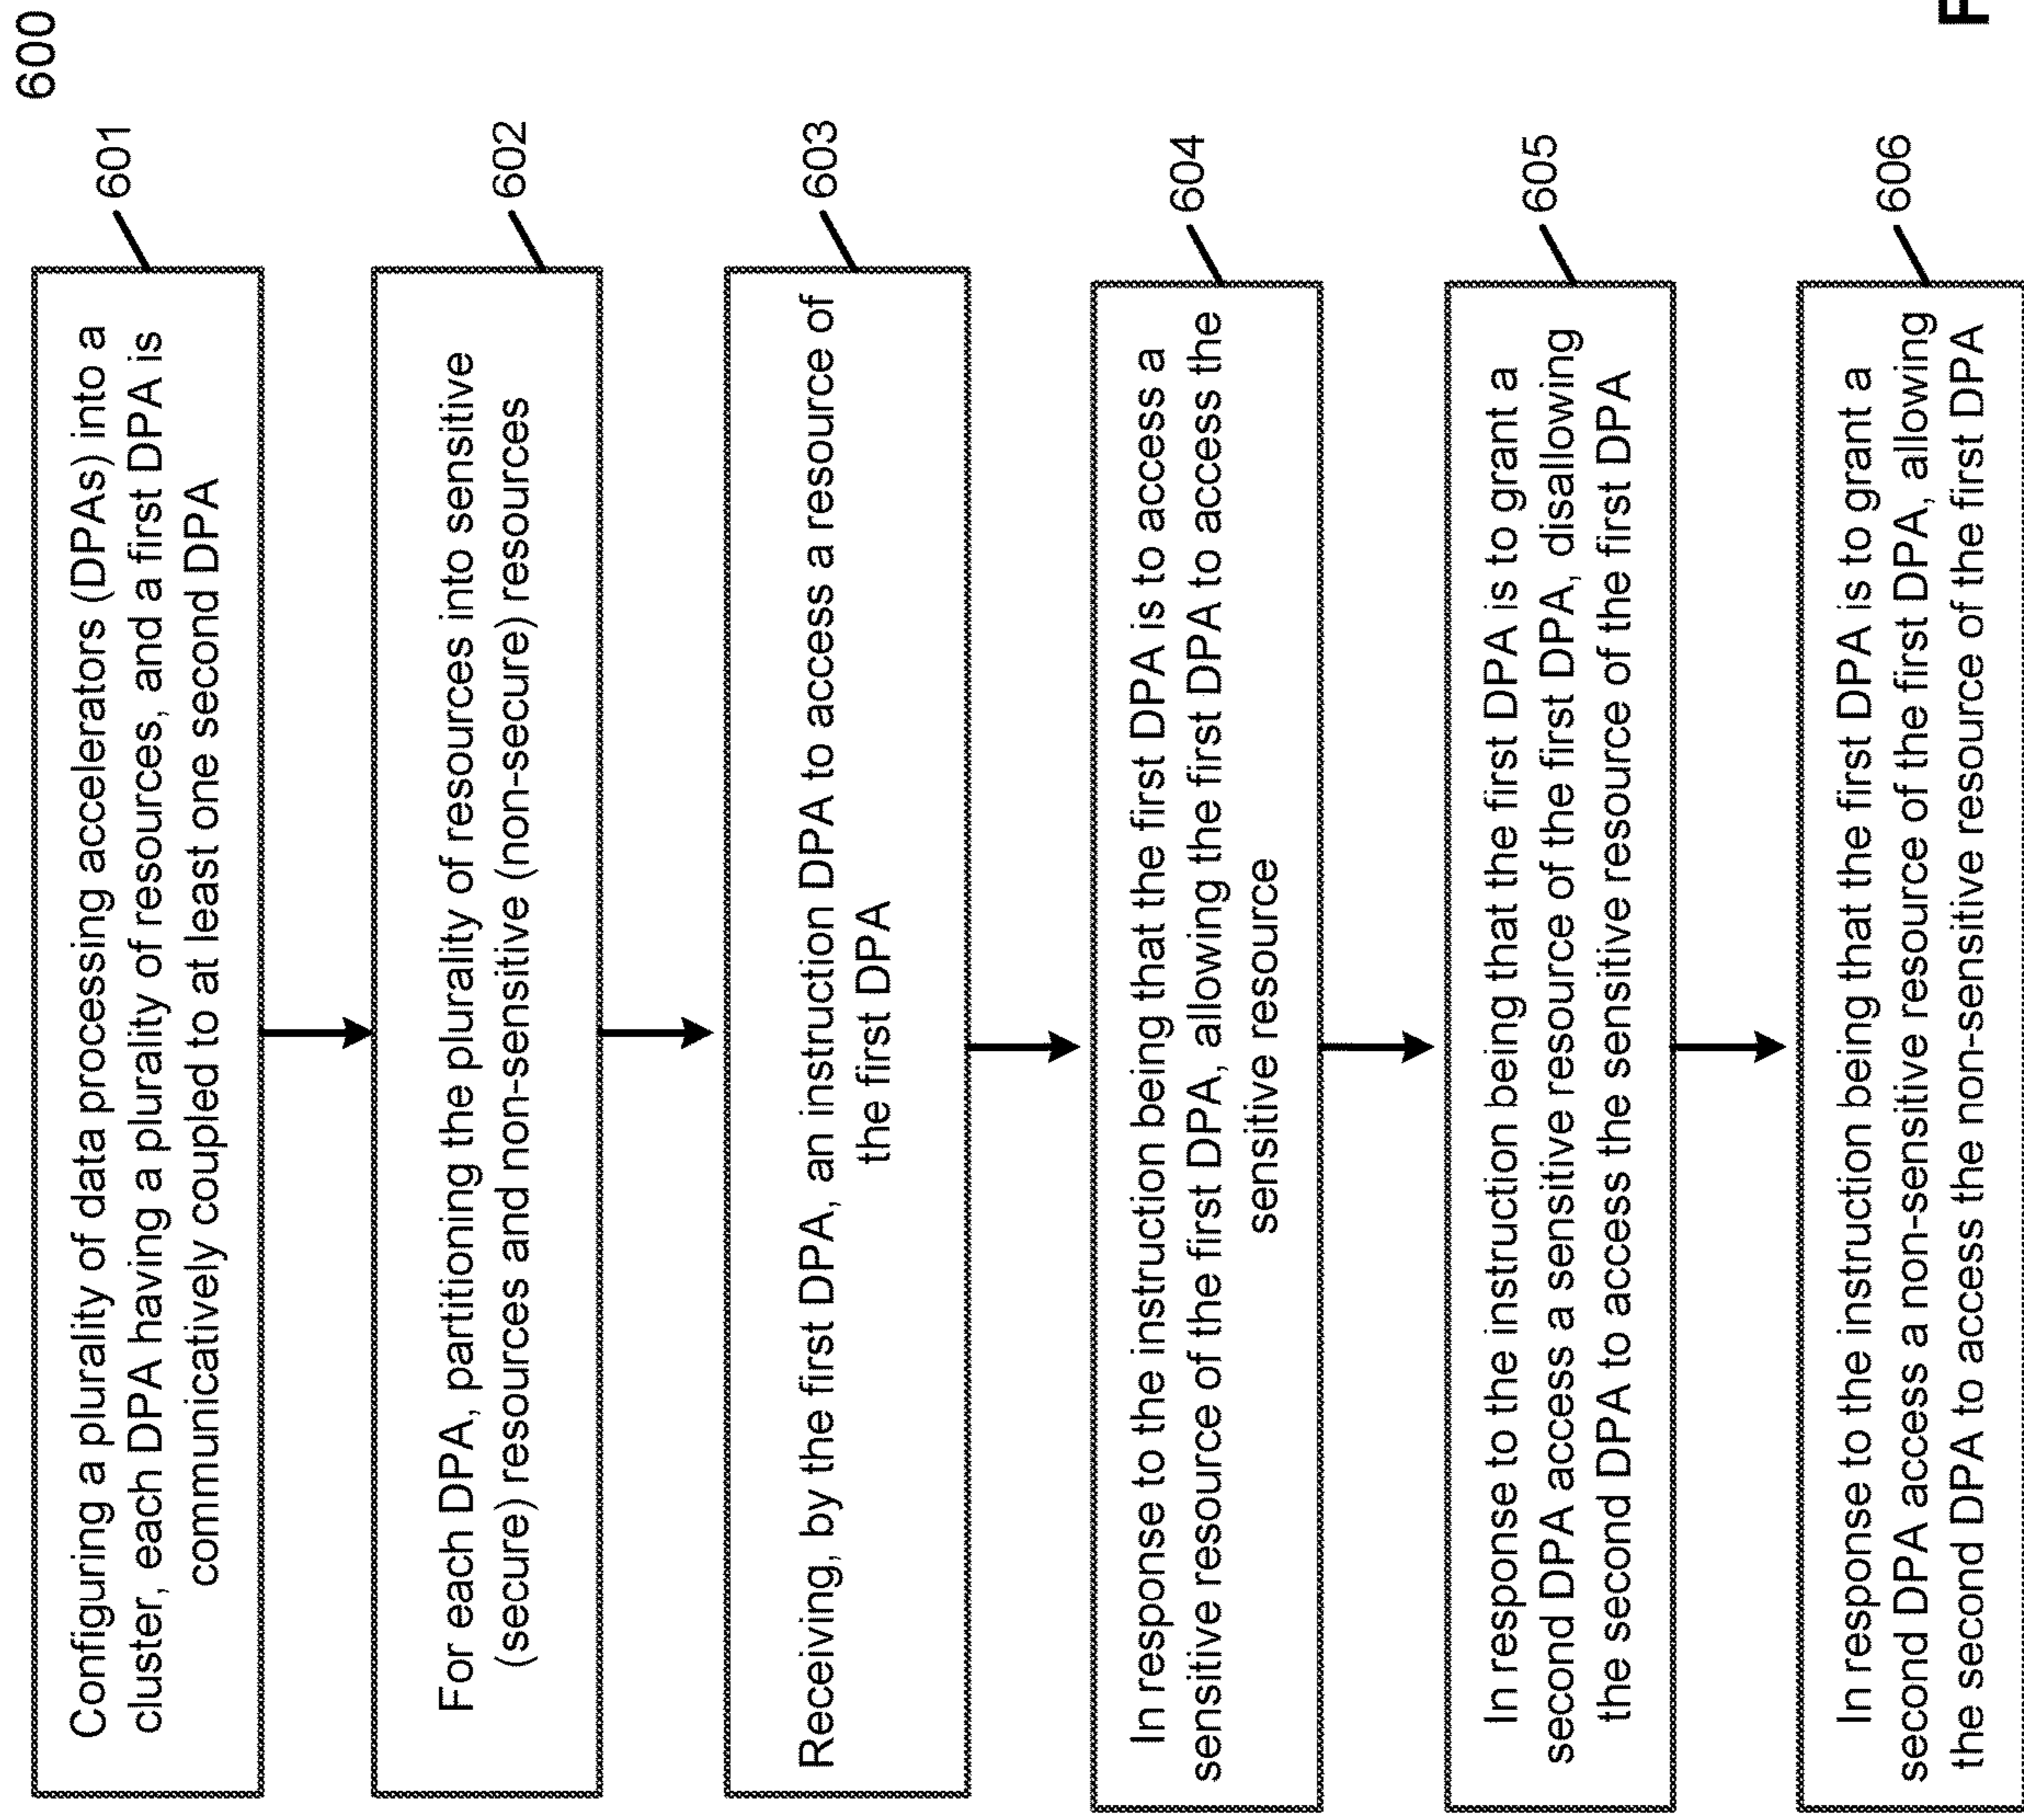 600
601
Configuring a plurality of data processing accelerators (DPAs) into a
cluster, each DPA having a plurality of resources, and a first DPA is
communicatively coupled to at least one second DPA
602
For each DPA, partitioning the plurality of resources into sensitive
(secure) resources and non-sensitive (non-secure) resources
603
Receiving, by the first DPA, an instruction DPA to access a resource of
the first DPA
604
In response to the instruction being that the first DPA is to access a
sensitive resource of the first DPA, allowing the first DPA to access the
sensitive resource
605
In response to the instruction being that the first DPA is to grant a
second DPA access a sensitive resource of the first DPA, disallowing
the second DPA to access the sensitive resource of the first DPA
606
In response to the instruction being that the first DPA is to grant a
second DPA access a non-sensitive resource of the first DPA, allowing
the second DPA to access the non-sensitive resource of the first DPA